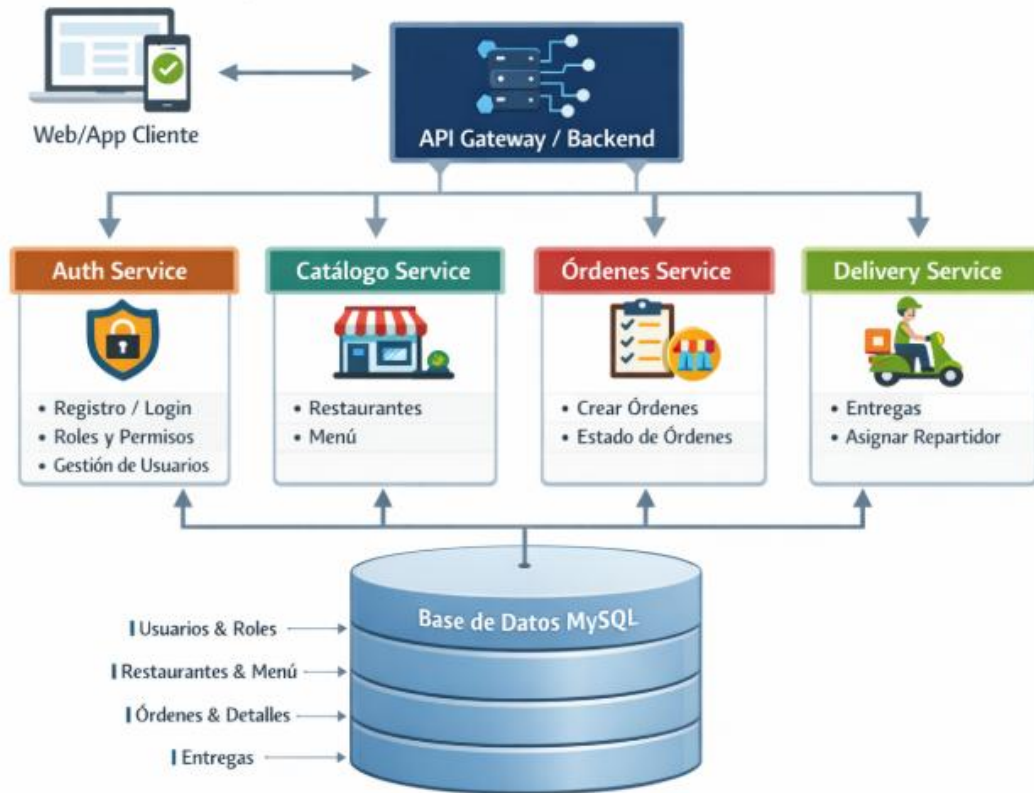 Web/App Cliente
API Gateway / Backend
Auth Service
• Registro / Login
• Roles y Permisos
• Gestión de Usuarios
Catálogo Service
• Restaurantes
• Menú
Órdenes Service
• Crear Órdenes
• Estado de Órdenes
Delivery Service
• Entregas
• Asignar Repartidor
Base de Datos MySQL
Usuarios & Roles
Restaurantes & Menú
Órdenes & Detalles
Entregas